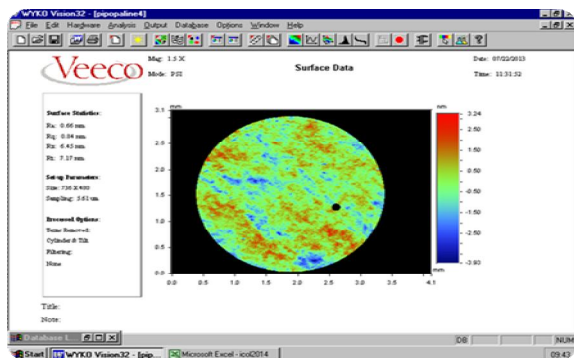 WYKO Vision32 - [pipopaline4]
File Edit Hardware Analysis Output Database Options Window Help
Veeco
Mag: 1.5 X
Mode: PSI
Surface Data
Date: 07/22/2013
Time: 11:31:52
Surface Statistics:
Ra: 0.66 nm
Rq: 0.84 nm
Rz: 6.45 nm
Rt: 7.17 nm
Set-up Parameters:
Size: 736 X 480
Sampling: 5.61 um
Processed Options:
Terms Removed:
Cylinder & Tilt
Filtering:
None
mm
3.1
2.5
2.0
1.5
1.0
0.5
0.0
0.0 0.5 1.0 1.5 2.0 2.5 3.0 3.5 4.1
mm
nm
3.24
2.50
1.50
0.50
-0.50
-1.50
-2.50
-3.93
Title:
Note:
Database L...
DB NUM
Start WYKO Vision32 - [pip... Microsoft Excel - icol2014 09:43